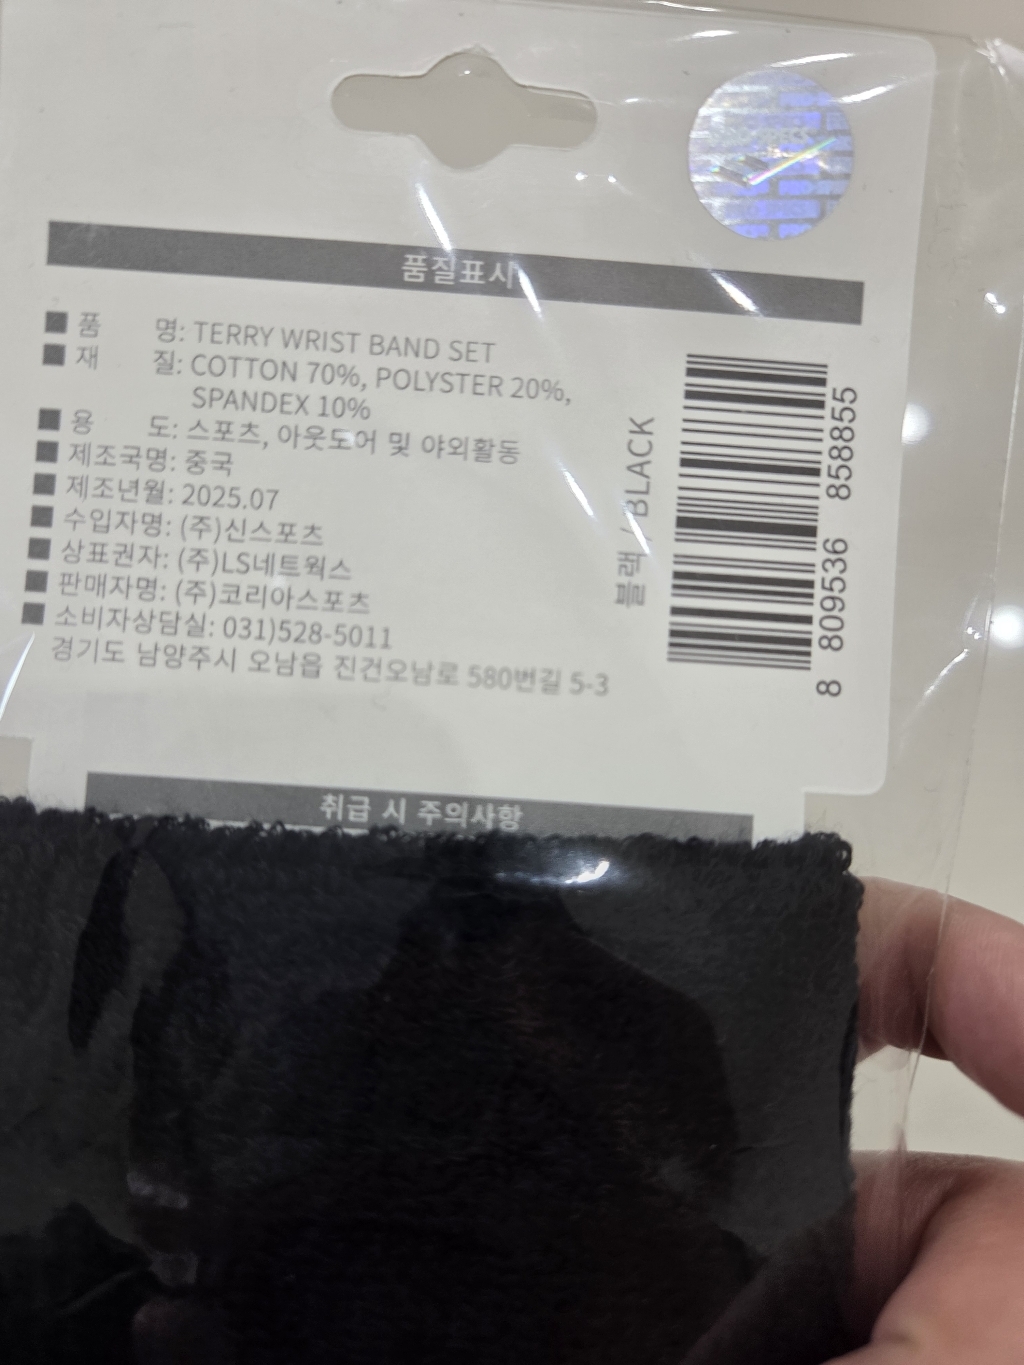 품질표시
■ 품 명: TERRY WRIST BAND SET
■ 재 질: COTTON 70%, POLYSTER 20%,
SPANDEX 10%
■ 용 도: 스포츠, 아웃도어 및 야외활동
■ 제조국명: 중국
■ 제조년월: 2025.07
■ 수입자명: (주)신스포츠
■ 상표권자: (주)LS네트웍스
■ 판매자명: (주)코리아스포츠
■ 소비자상담실: 031)528-5011
경기도 남양주시 오남읍 진건오남로 580번길 5-3
블랙 / BLACK
8 809536 858855
취급 시 주의사항